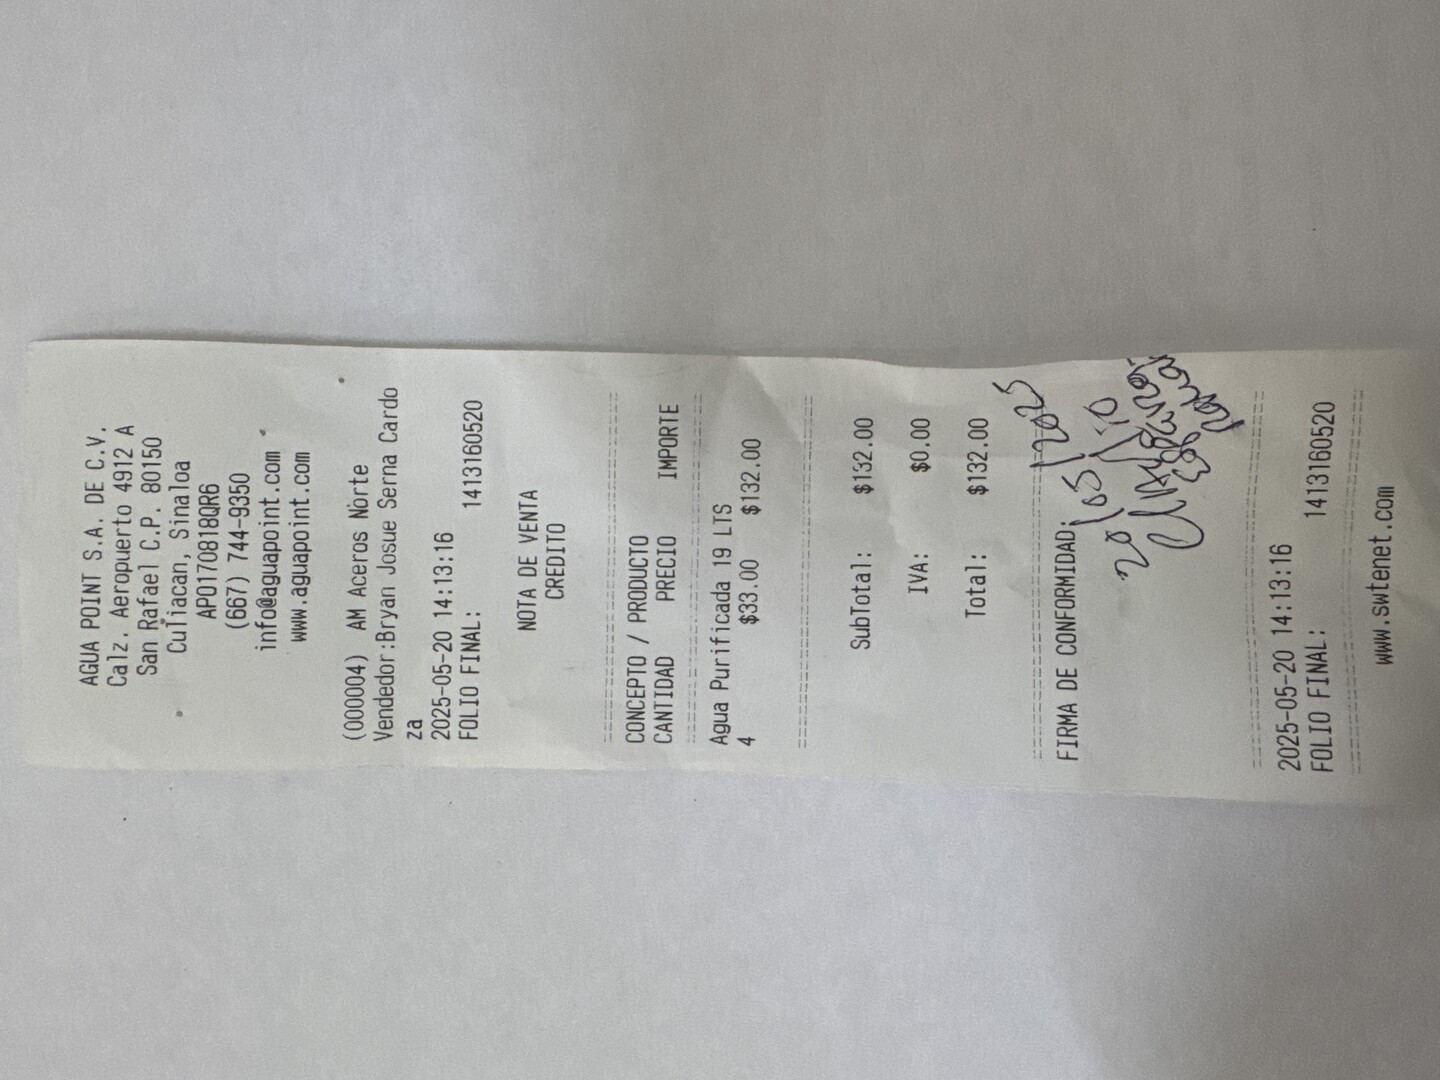 AGUA POINT S.A. DE C.V.
Calz. Aeropuerto 4912 A
San Rafael C.P. 80150
Culiacan, Sinaloa
APO170818QR6
(667) 744-9350
info@aguapoint.com
www.aguapoint.com
(000004) AM Aceros Norte
Vendedor:Bryan Josue Serna Cardo
za
2025-05-20 14:13:16
FOLIO FINAL: 1413160520
NOTA DE VENTA
CREDITO
CONCEPTO / PRODUCTO
CANTIDAD PRECIO IMPORTE
Agua Purificada 19 LTS
4 $33.00 $132.00
SubTotal: $132.00
IVA: $0.00
Total: $132.00
FIRMA DE CONFORMIDAD:
20/05/2025
2025-05-20 14:13:16
FOLIO FINAL: 1413160520
www.swtenet.com